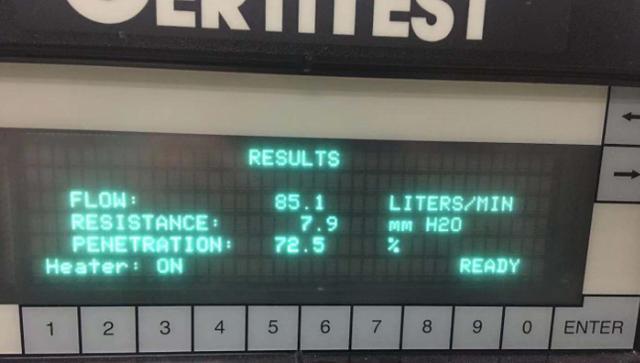 CERTITEST
RESULTS
FLOW: 85.1 LITERS/MIN
RESISTANCE: 7.9 mm H2O
PENETRATION: 72.5 %
Heater: ON READY
1 2 3 4 5 6 7 8 9 0 ENTER